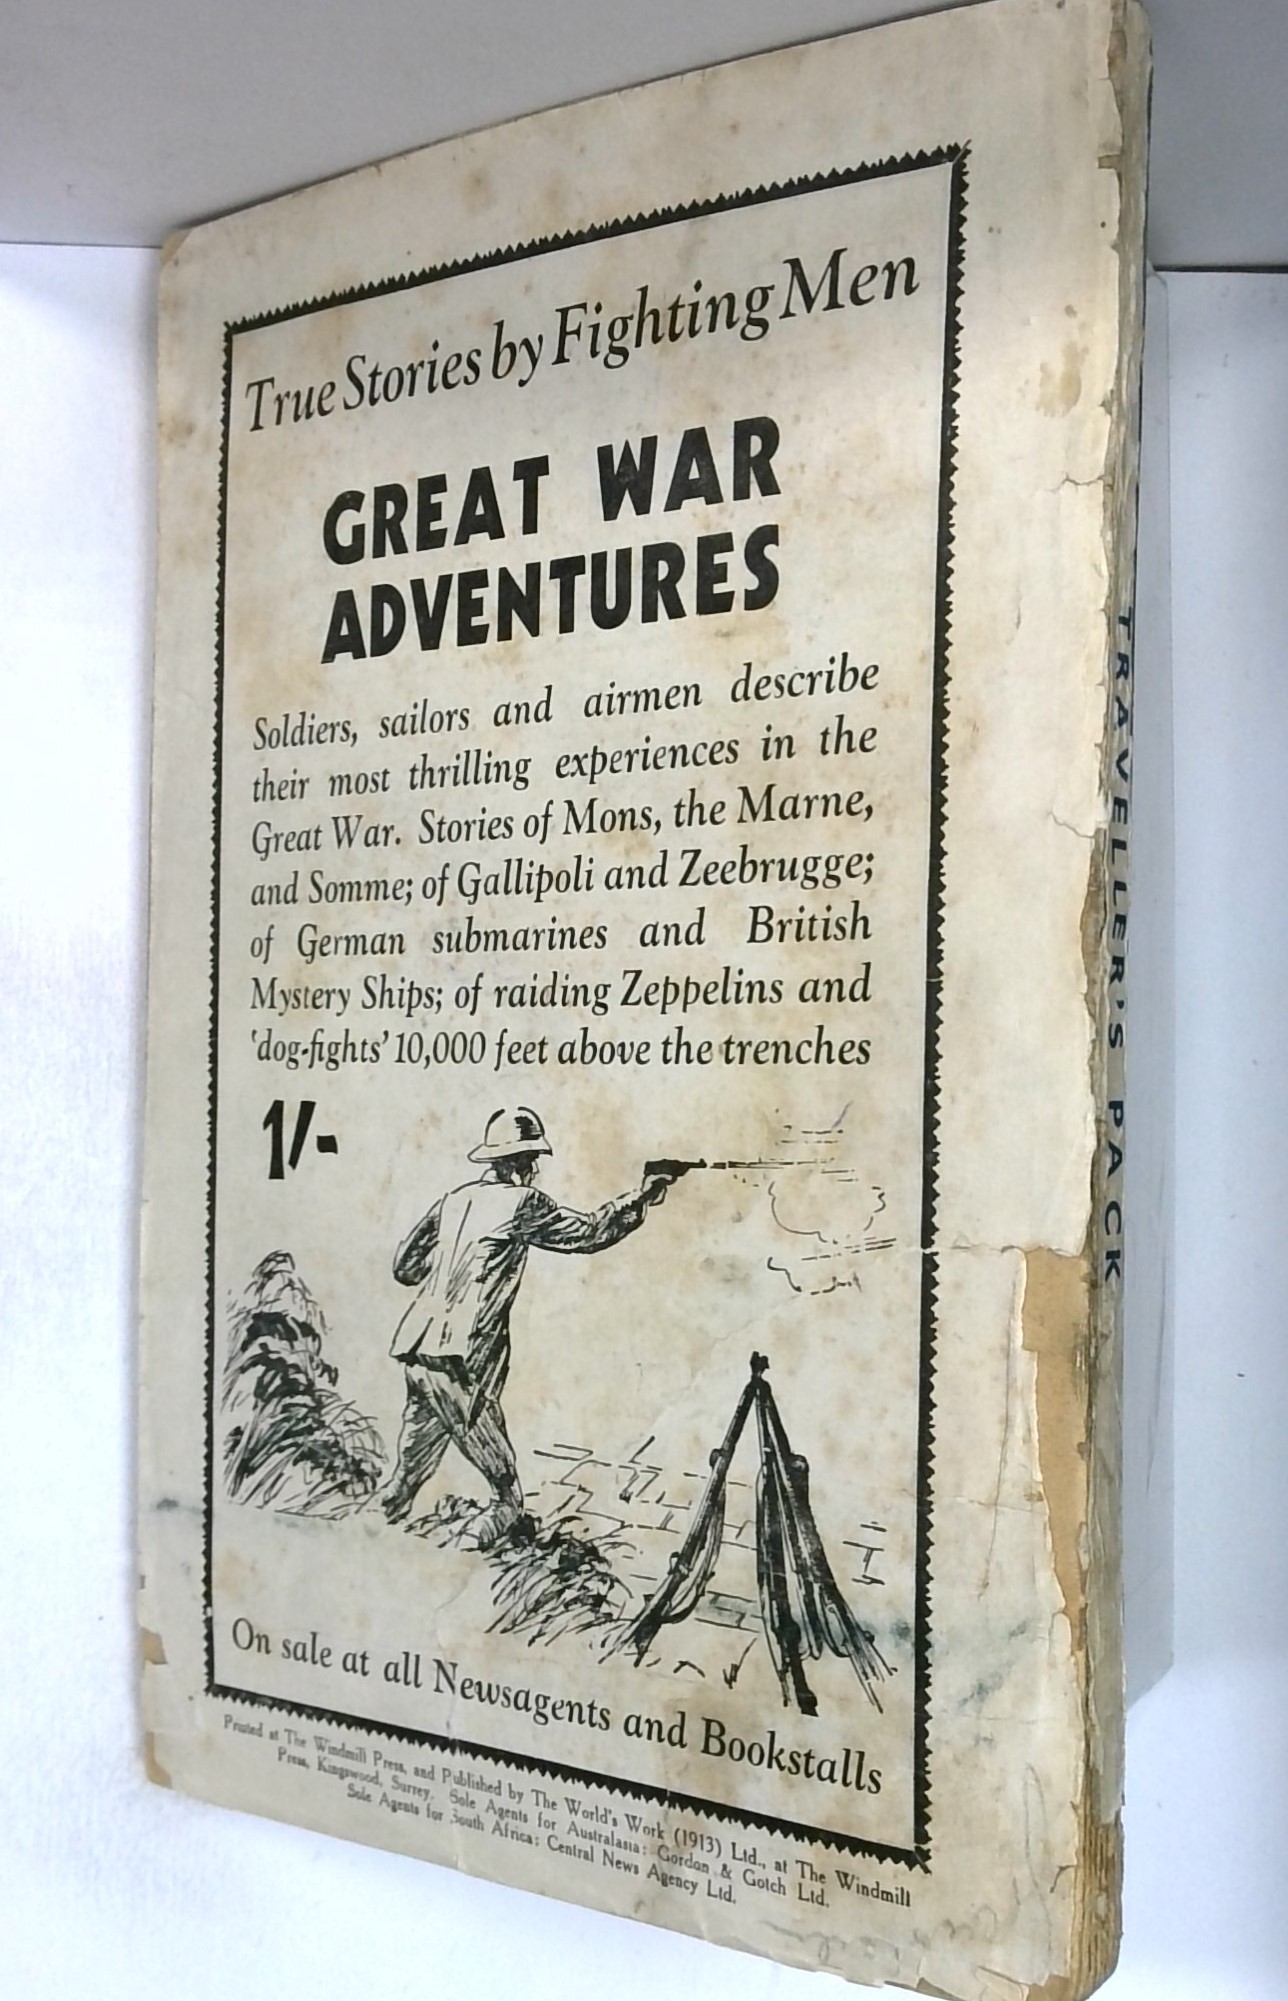 True Stories by Fighting Men
GREAT WAR
ADVENTURES
Soldiers, sailors and airmen describe
their most thrilling experiences in the
Great War. Stories of Mons, the Marne,
and Somme; of Gallipoli and Zeebrugge;
of German submarines and British
Mystery Ships; of raiding Zeppelins and
'dog-fights' 10,000 feet above the trenches
1/-
On sale at all Newsagents and Bookstalls
Printed at The Windmill Press, and Published by The World's Work (1913) Ltd., at The Windmill
Press, Kingswood, Surrey. Sole Agents for Australasia: Gordon & Gotch Ltd.
Sole Agents for South Africa: Central News Agency Ltd.
TRAVELLER'S PACK